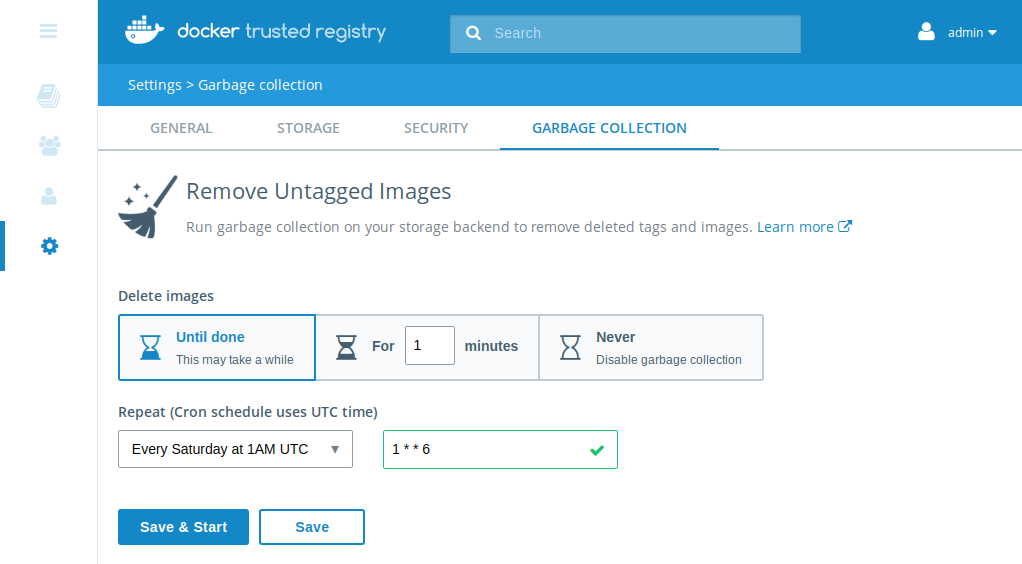 docker trusted registry
Search
admin
Settings > Garbage collection
GENERAL STORAGE SECURITY GARBAGE COLLECTION
Remove Untagged Images
Run garbage collection on your storage backend to remove deleted tags and images. Learn more
Delete images
Until done
This may take a while
For 1 minutes
Never
Disable garbage collection
Repeat (Cron schedule uses UTC time)
Every Saturday at 1AM UTC
1 * * 6
Save & Start
Save